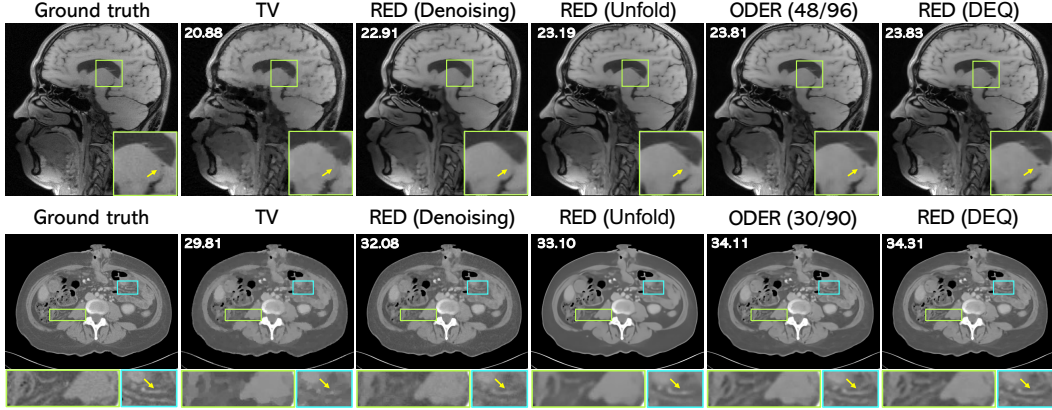 Ground truth TV RED (Denoising) RED (Unfold) ODER (48/96) RED (DEQ)
20.88 22.91 23.19 23.81 23.83
Ground truth TV RED (Denoising) RED (Unfold) ODER (30/90) RED (DEQ)
29.81 32.08 33.10 34.11 34.31